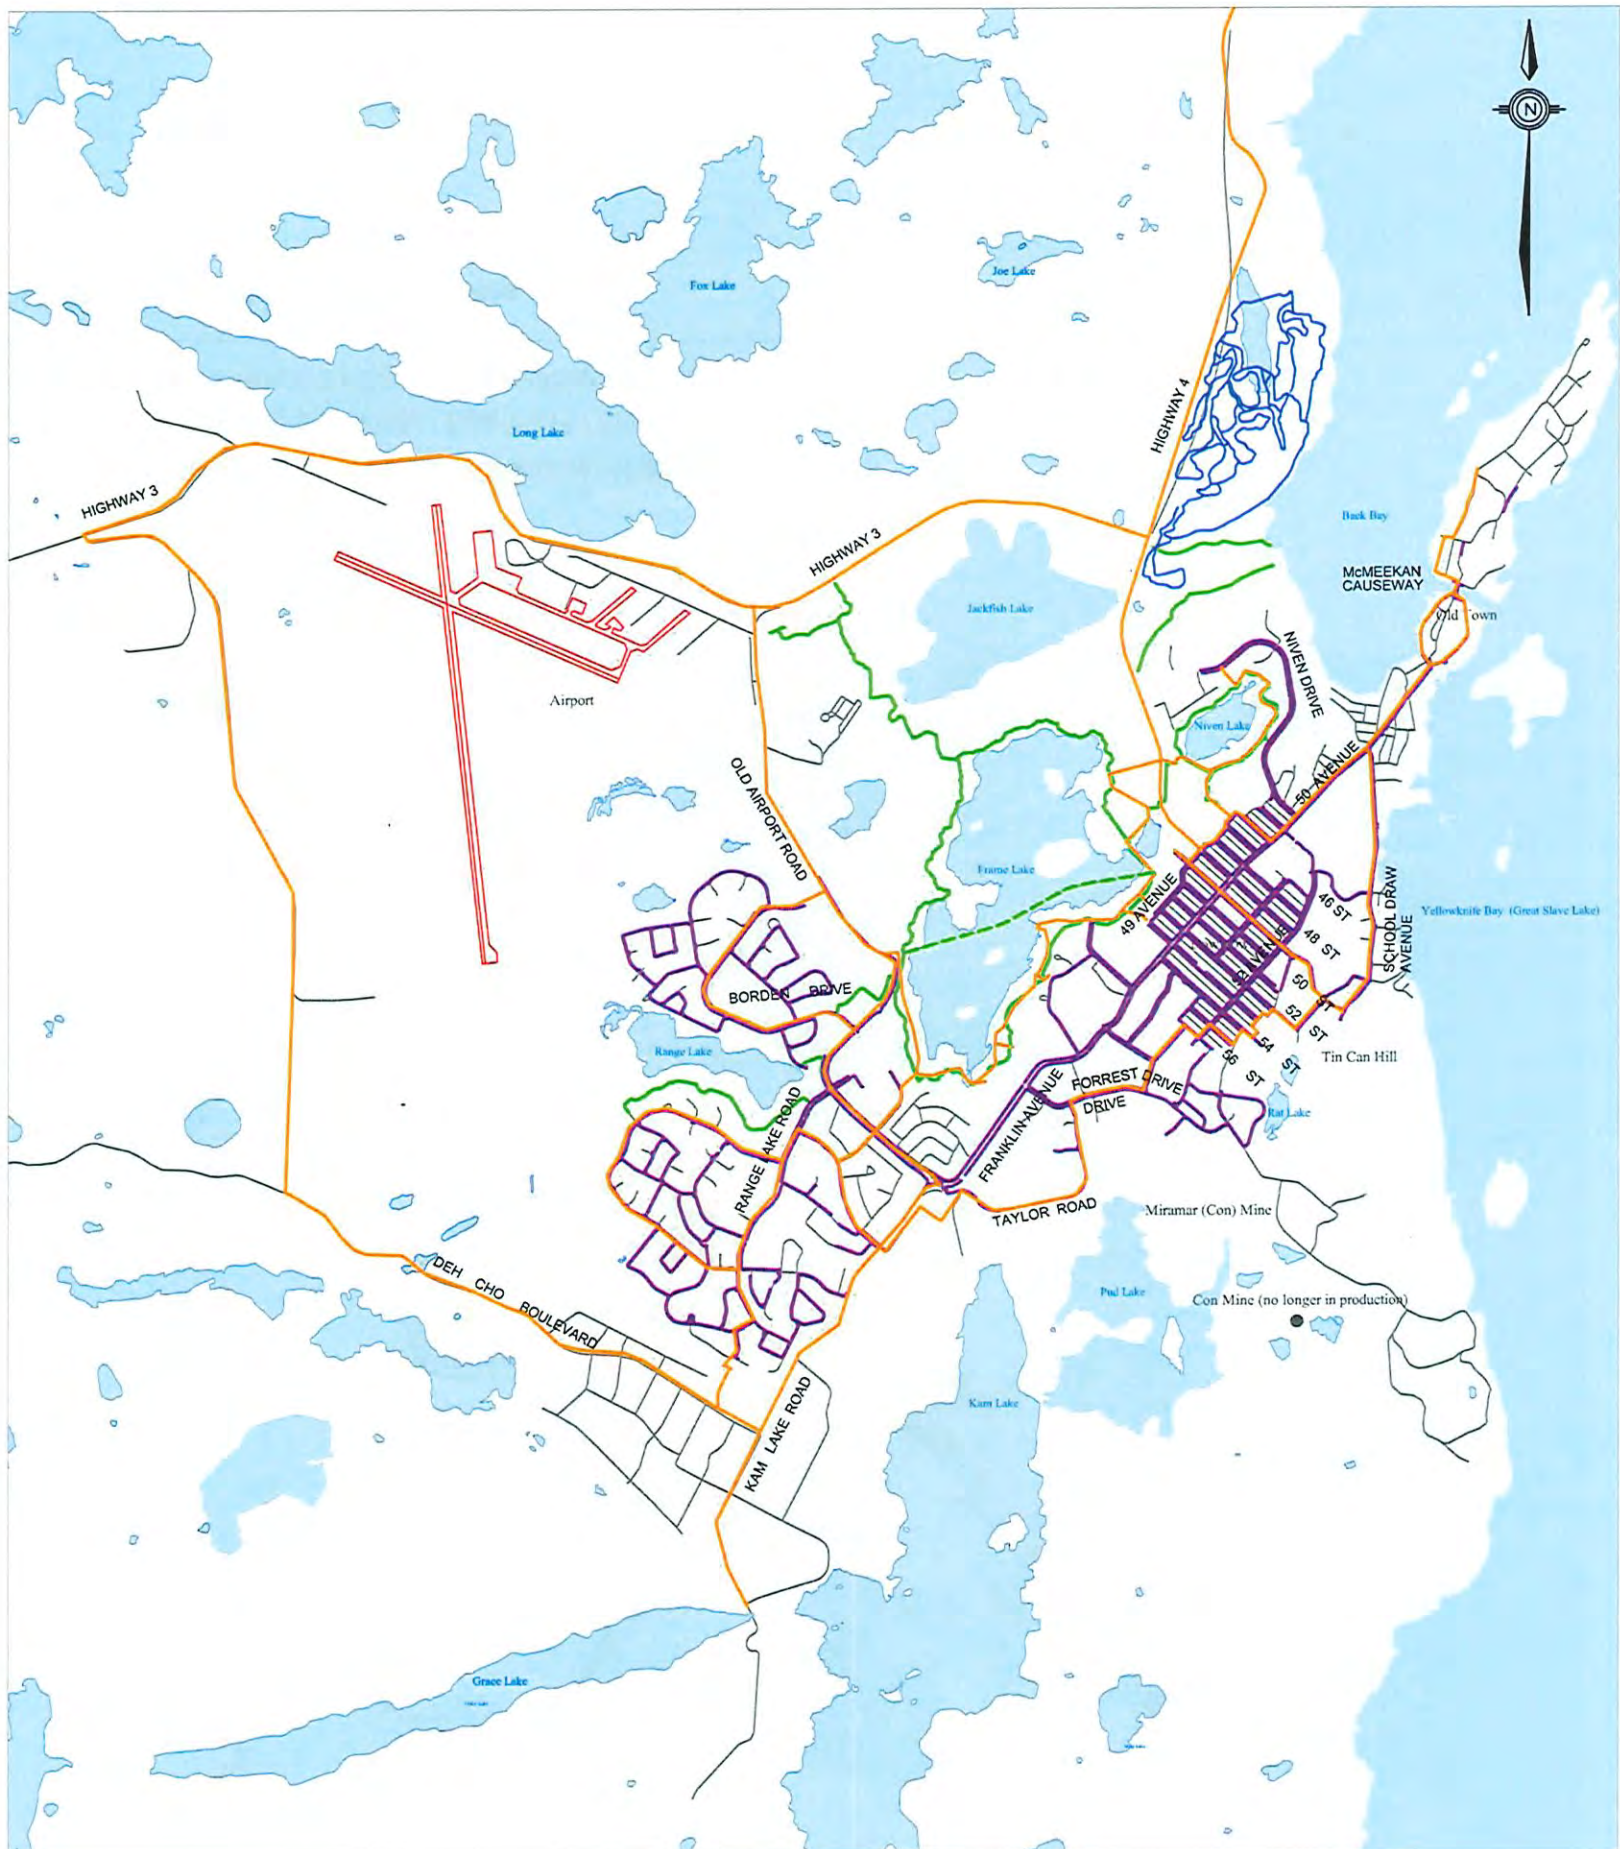 N
Joe Lake
Fox Lake
HIGHWAY 4
Long Lake
HIGHWAY 3
Back Bay
HIGHWAY 3
McMEEKAN
CAUSEWAY
Jackfish Lake
Old Town
NIVEN DRIVE
Airport
Niven Lake
50 AVENUE
OLD AIRPORT ROAD
Frame Lake
49 AVENUE
46 ST
SCHOOL DRAW
AVENUE
Yellowknife Bay (Great Slave Lake)
48 ST
AVENUE
50 ST
BORDEN DRIVE
52 ST
54 ST
56 ST
Range Lake
Tin Can Hill
FORREST DRIVE
DRIVE
Rat Lake
FRANKLIN AVENUE
RANGE LAKE ROAD
TAYLOR ROAD
Miramar (Con) Mine
DEH CHO BOULEVARD
Pud Lake
Con Mine (no longer in production)
Kam Lake
KAM LAKE ROAD
Grace Lake